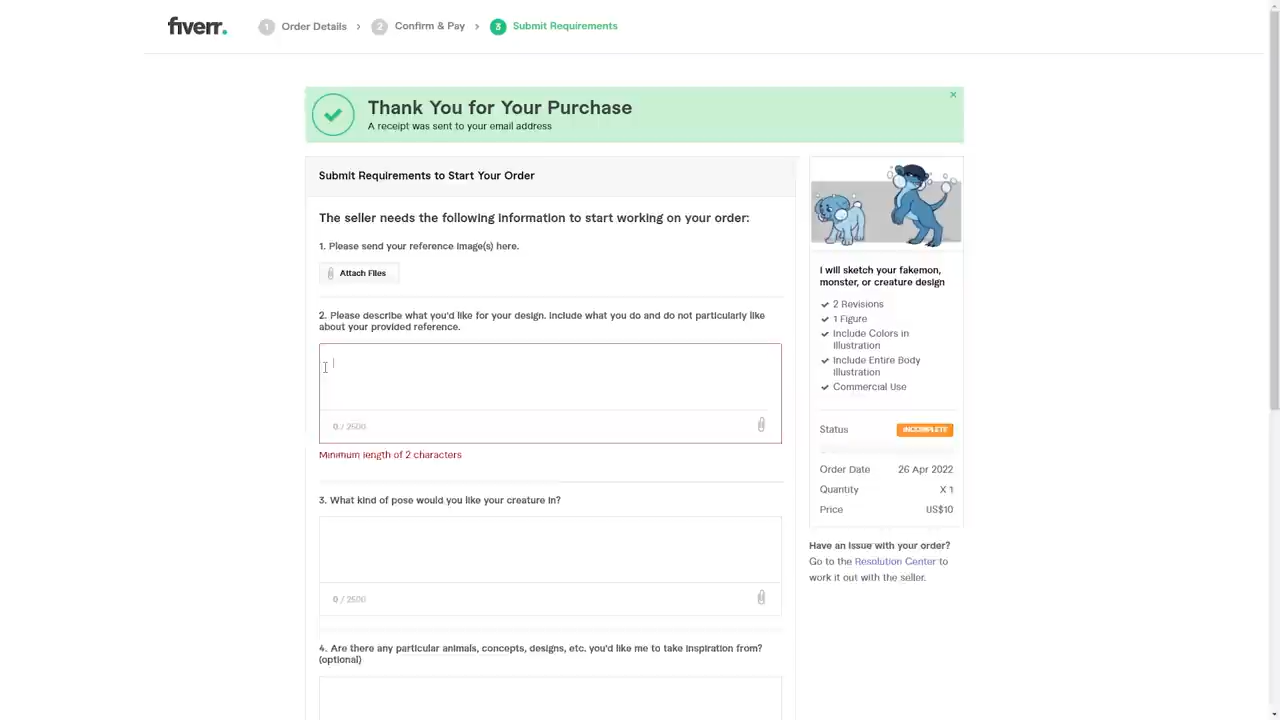 fiverr.
1 Order Details > 2 Confirm & Pay > 3 Submit Requirements
Thank You for Your Purchase
A receipt was sent to your email address
Submit Requirements to Start Your Order
The seller needs the following information to start working on your order:
1. Please send your reference image(s) here.
Attach Files
2. Please describe what you'd like for your design. Include what you do and do not particularly like
about your provided reference.
0 / 2500
Minimum length of 2 characters
3. What kind of pose would you like your creature in?
0 / 2500
4. Are there any particular animals, concepts, designs, etc. you'd like me to take inspiration from?
(optional)
I will sketch your fakemon,
monster, or creature design
2 Revisions
1 Figure
Include Colors in
Illustration
Include Entire Body
Illustration
Commercial Use
Status INCOMPLETE
Order Date 26 Apr 2022
Quantity X 1
Price US$10
Have an issue with your order?
Go to the Resolution Center to
work it out with the seller.